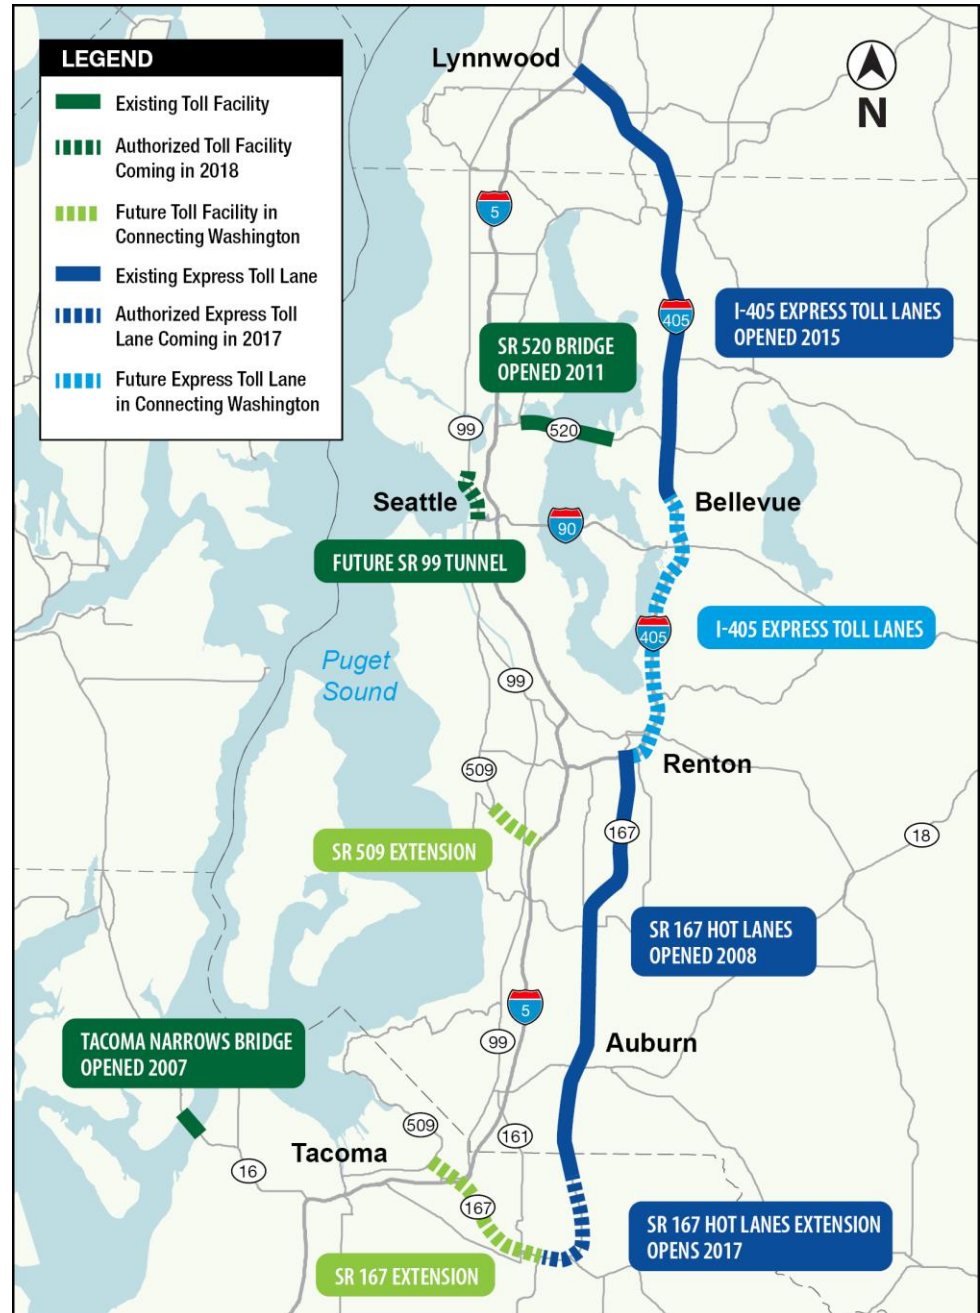 LEGEND
Existing Toll Facility
Authorized Toll Facility
Coming in 2018
Future Toll Facility in
Connecting Washington
Existing Express Toll Lane
Authorized Express Toll
Lane Coming in 2017
Future Express Toll Lane
in Connecting Washington
Lynnwood
N
5
405
I-405 EXPRESS TOLL LANES
OPENED 2015
SR 520 BRIDGE
OPENED 2011
99
520
Seattle
Bellevue
90
FUTURE SR 99 TUNNEL
405
I-405 EXPRESS TOLL LANES
Puget
Sound
99
509
Renton
167
18
SR 509 EXTENSION
SR 167 HOT LANES
OPENED 2008
5
99
Auburn
TACOMA NARROWS BRIDGE
OPENED 2007
509
161
Tacoma
16
167
SR 167 HOT LANES EXTENSION
OPENS 2017
SR 167 EXTENSION